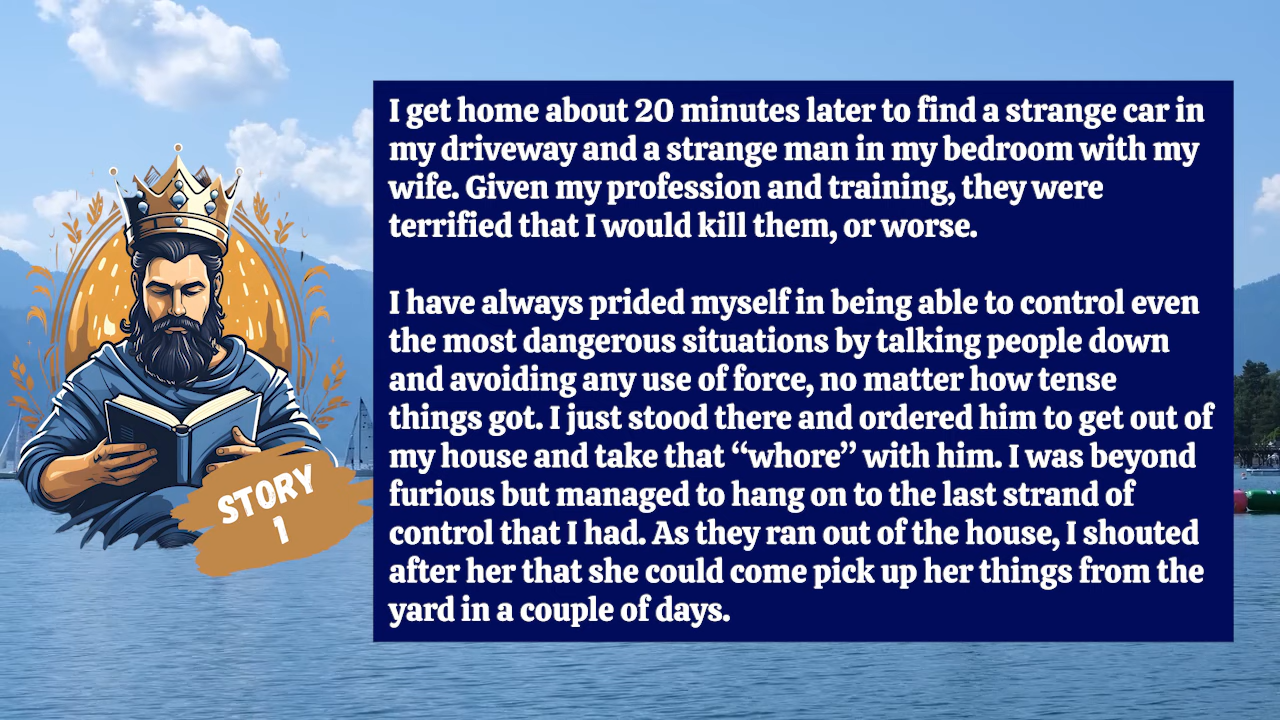 I get home about 20 minutes later to find a strange car in
my driveway and a strange man in my bedroom with my
wife. Given my profession and training, they were
terrified that I would kill them, or worse.
I have always prided myself in being able to control even
the most dangerous situations by talking people down
and avoiding any use of force, no matter how tense
things got. I just stood there and ordered him to get out of
my house and take that “whore” with him. I was beyond
furious but managed to hang on to the last strand of
control that I had. As they ran out of the house, I shouted
after her that she could come pick up her things from the
yard in a couple of days.
STORY
1